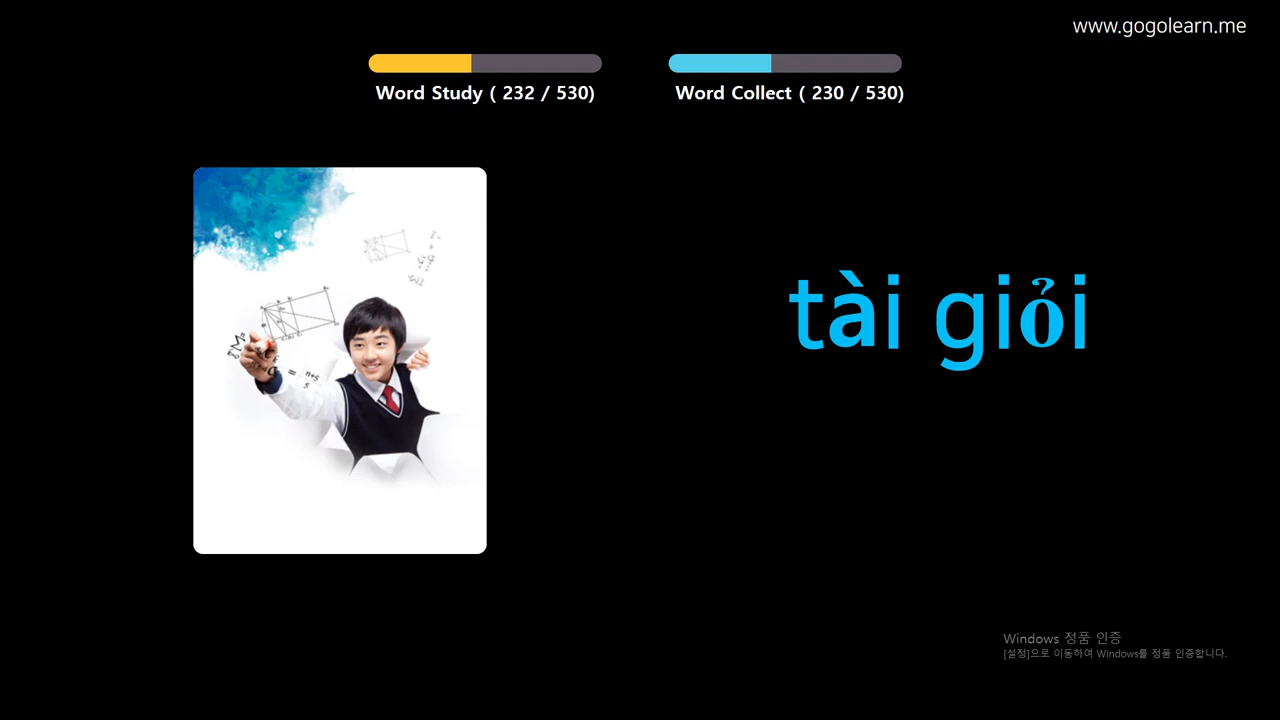 www.gogolearn.me
Word Study ( 232 / 530)
Word Collect ( 230 / 530)
tài giỏi
Windows 정품 인증
[설정]으로 이동하여 Windows를 정품 인증합니다.